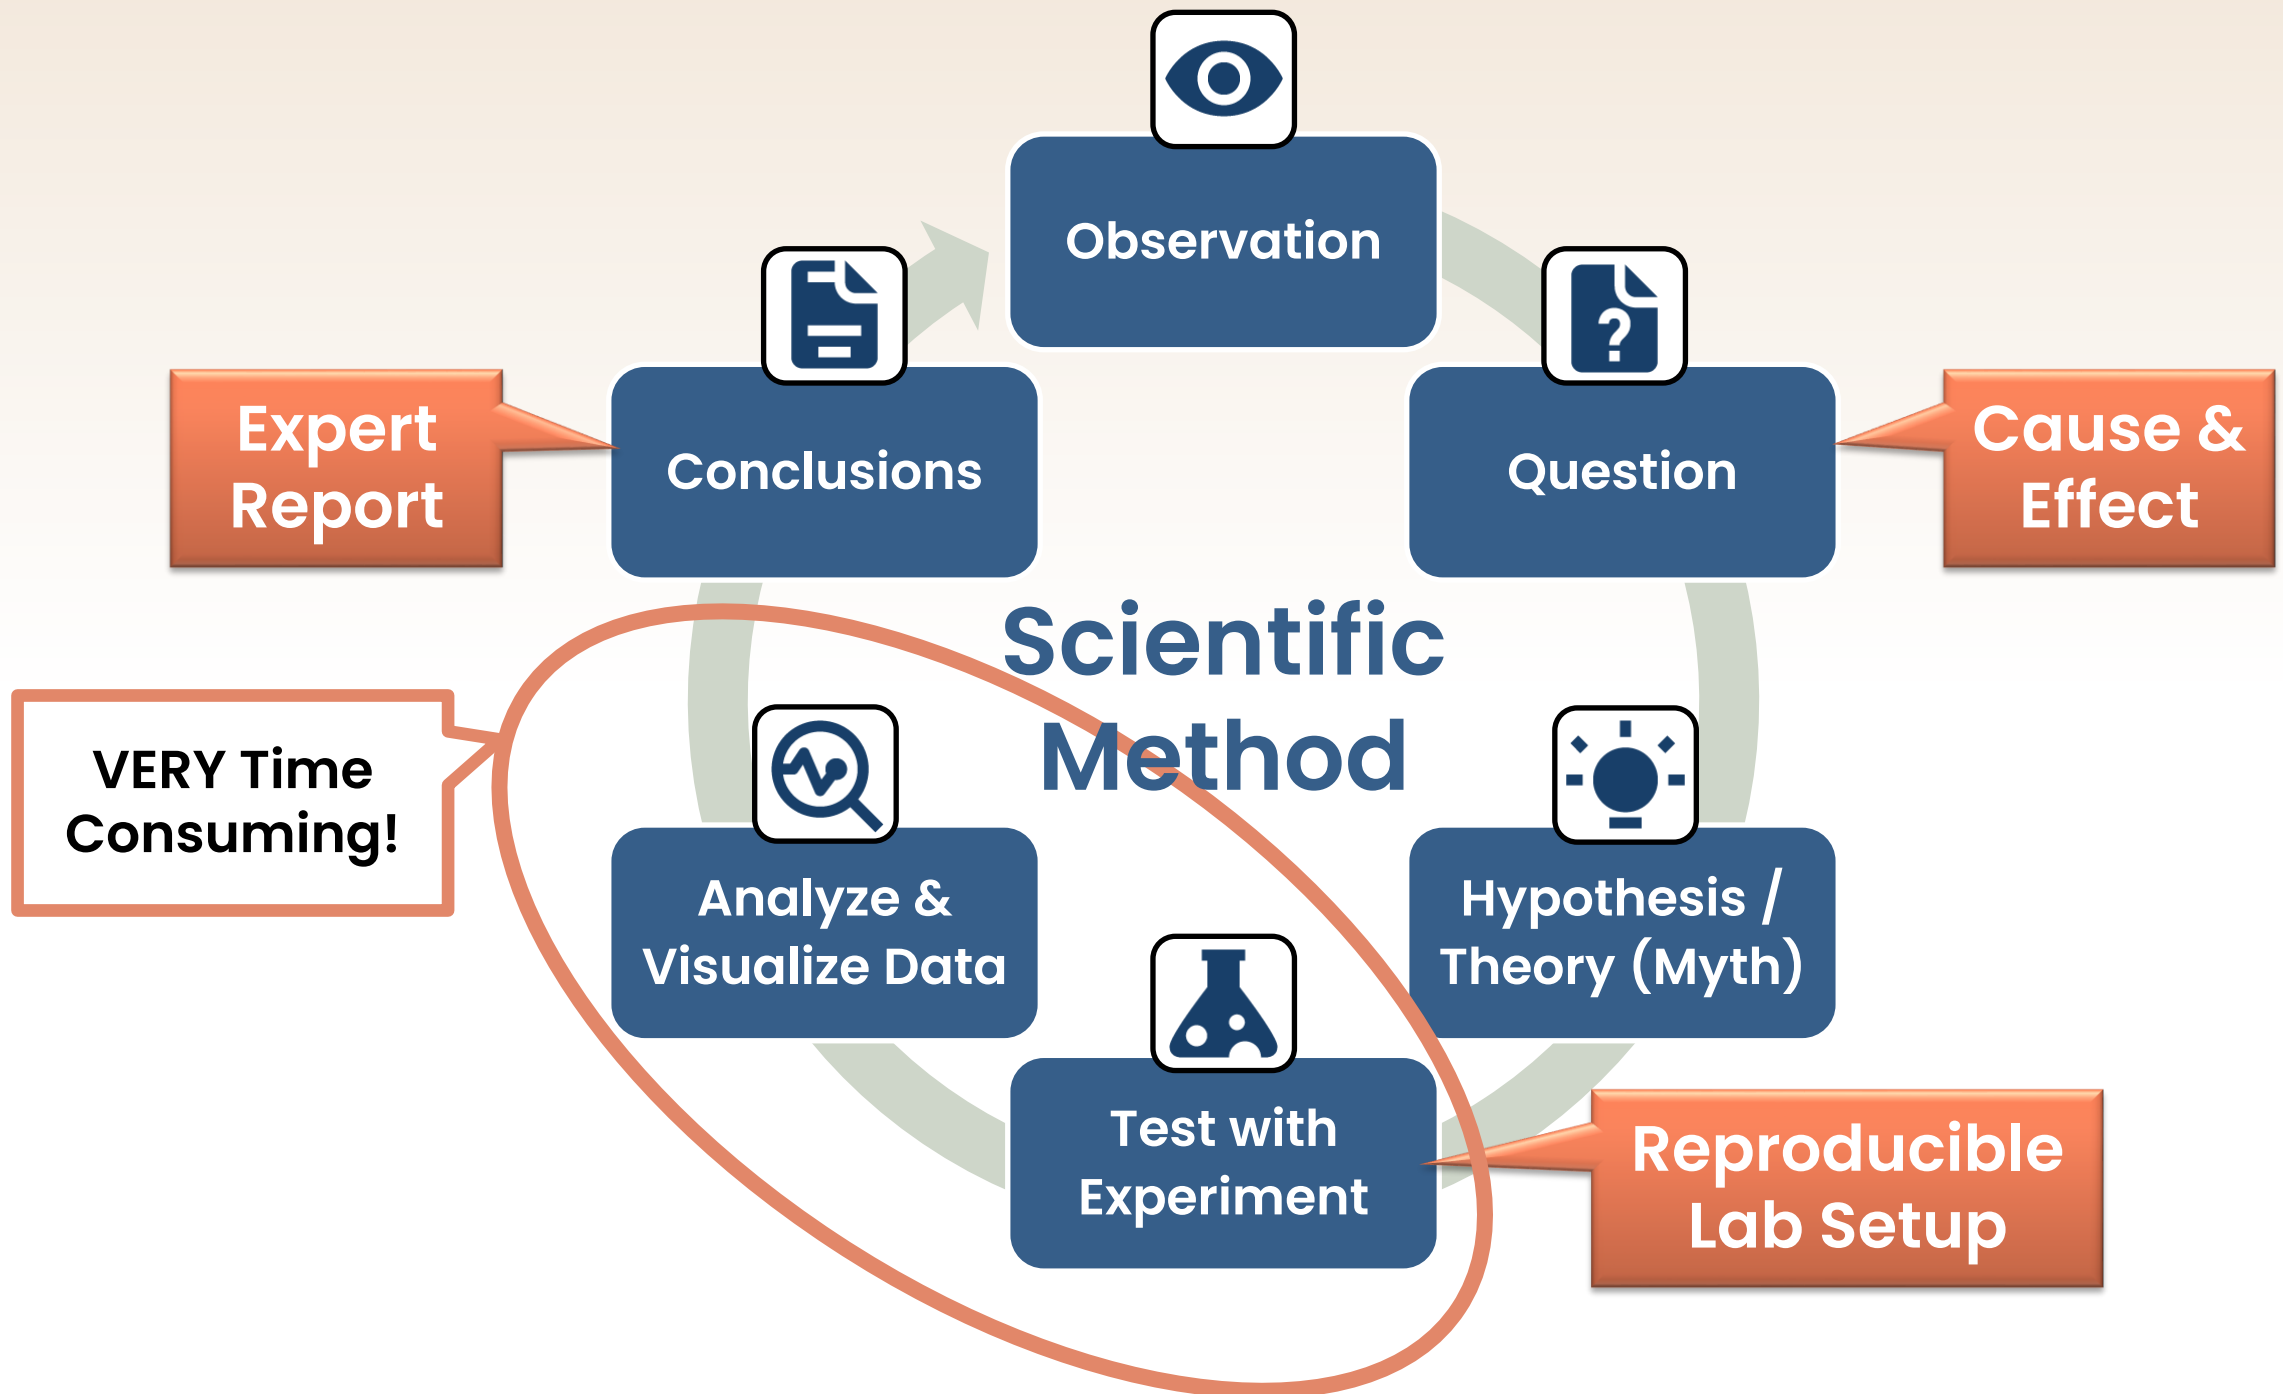 Observation
Question
Cause &
Effect
Hypothesis /
Theory (Myth)
Test with
Experiment
Reproducible
Lab Setup
Analyze &
Visualize Data
VERY Time
Consuming!
Conclusions
Expert
Report
Scientific
Method
?